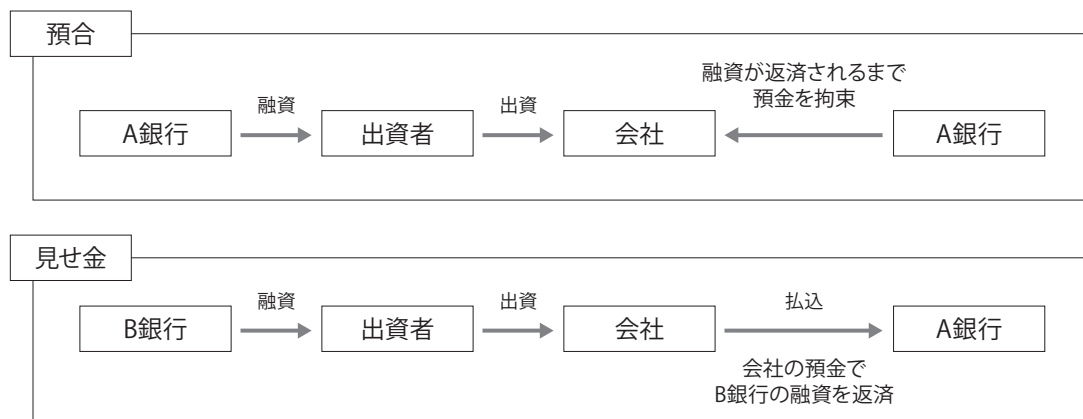 預合
融資が返済されるまで
預金を拘束
融資
出資
A銀行
出資者
会社
A銀行
見せ金
融資
出資
払込
B銀行
出資者
会社
A銀行
会社の預金で
B銀行の融資を返済